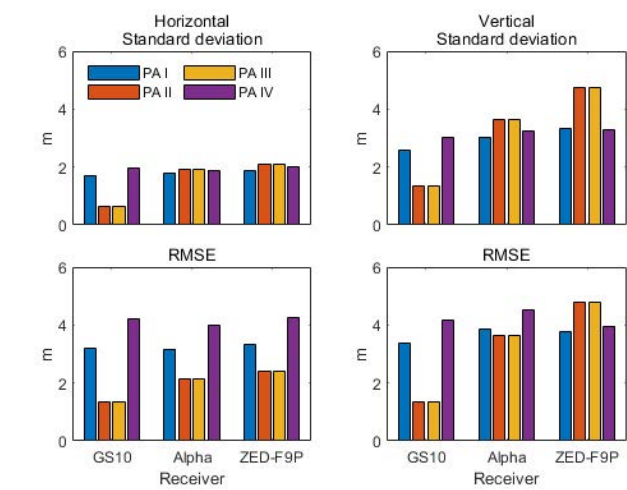 Horizontal
Standard deviation
Vertical
Standard deviation
6
4
2
0
m
PA I
PA III
PA II
PA IV
6
4
2
0
m
RMSE
RMSE
6
4
2
0
m
GS10
Alpha
ZED-F9P
Receiver
6
4
2
0
m
GS10
Alpha
ZED-F9P
Receiver